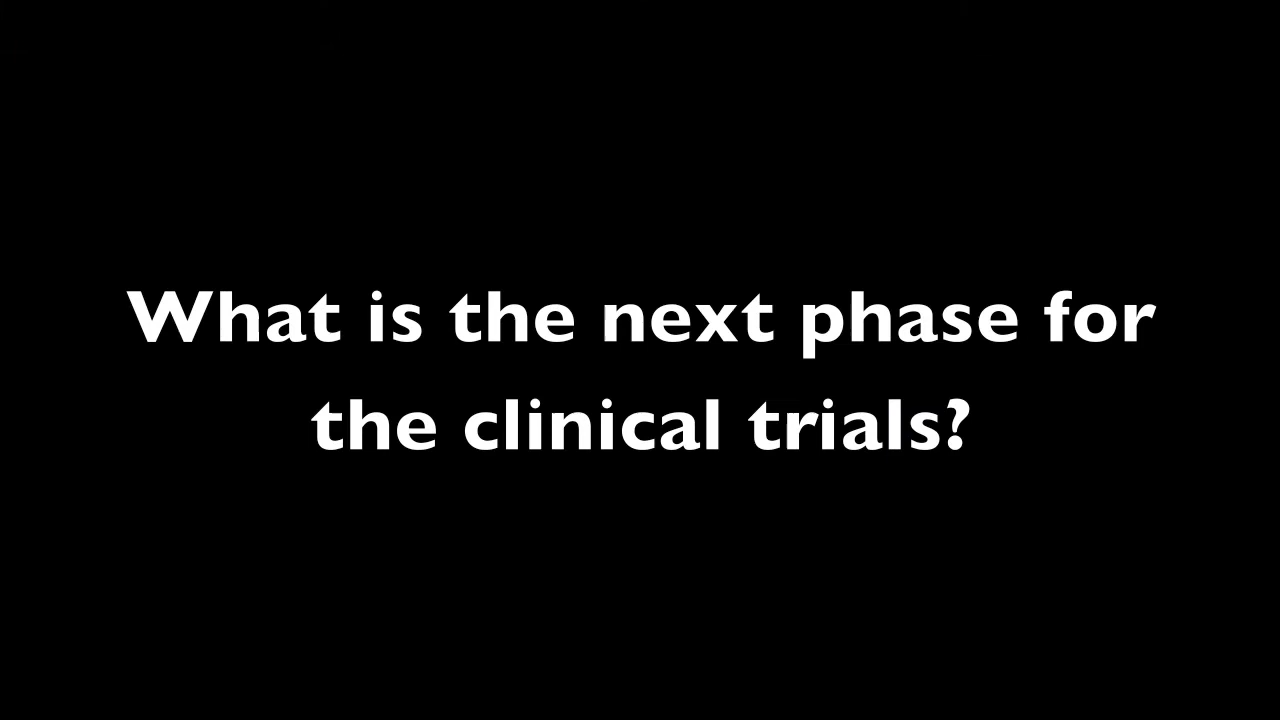 What is the next phase for
the clinical trials?